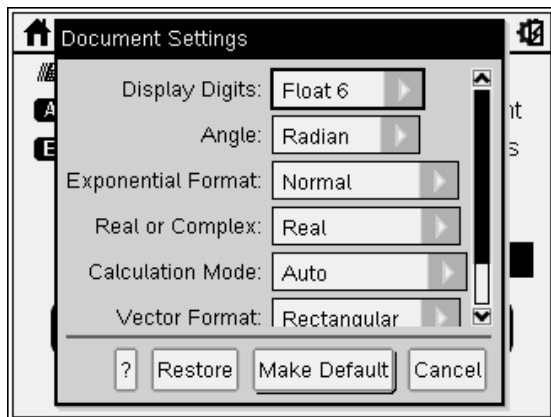 Document Settings
Display Digits: Float 6
Angle: Radian
Exponential Format: Normal
Real or Complex: Real
Calculation Mode: Auto
Vector Format: Rectangular
? Restore Make Default Cancel